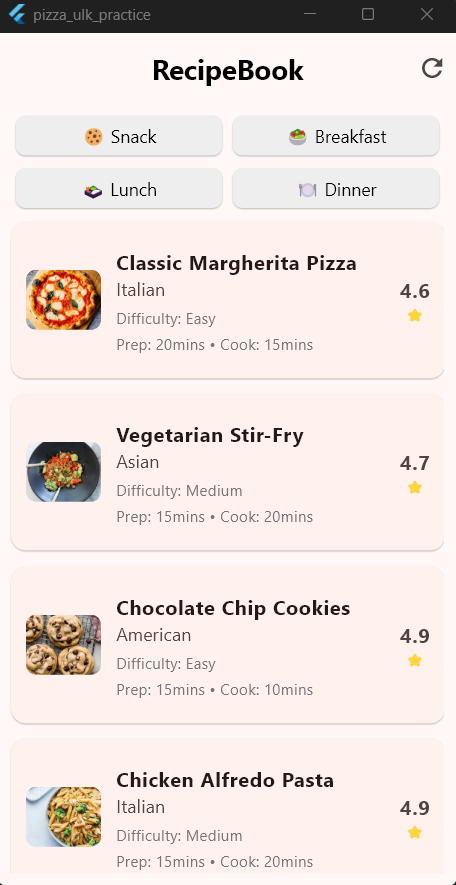 pizza_ulk_practice
RecipeBook
Snack
Breakfast
Lunch
Dinner
Classic Margherita Pizza
Italian
4.6
Difficulty: Easy
Prep: 20mins • Cook: 15mins
Vegetarian Stir-Fry
Asian
4.7
Difficulty: Medium
Prep: 15mins • Cook: 20mins
Chocolate Chip Cookies
American
4.9
Difficulty: Easy
Prep: 15mins • Cook: 10mins
Chicken Alfredo Pasta
Italian
4.9
Difficulty: Medium
Prep: 15mins • Cook: 20mins